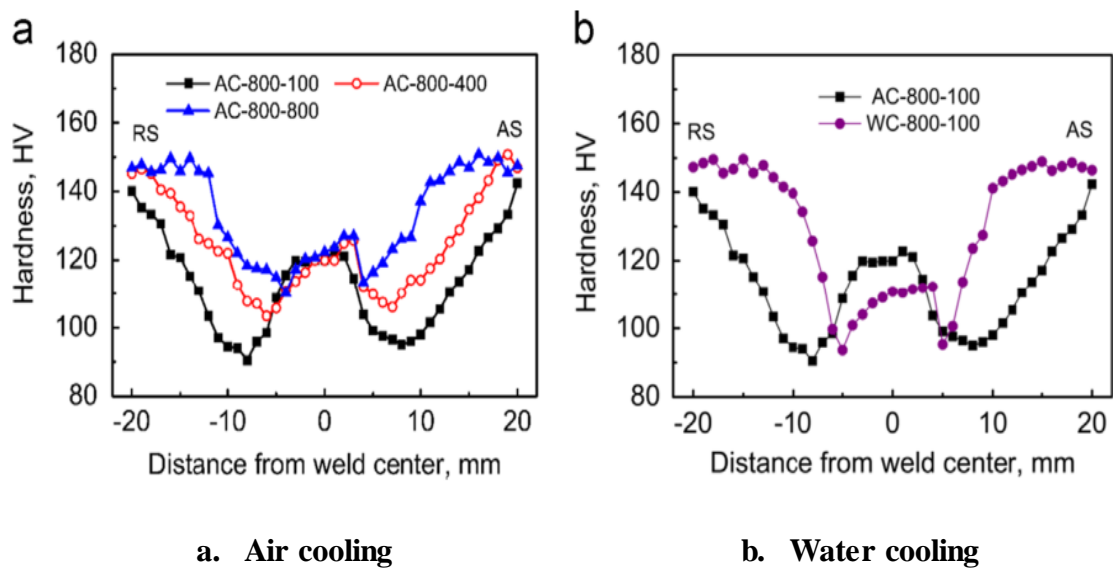 a
180
160
140
120
100
80
Hardness, HV
AC-800-100 AC-800-400
AC-800-800
RS AS
-20 -10 0 10 20
Distance from weld center, mm
b
180
160
140
120
100
80
Hardness, HV
AC-800-100
WC-800-100
RS AS
-20 -10 0 10 20
Distance from weld center, mm
a. Air cooling b. Water cooling